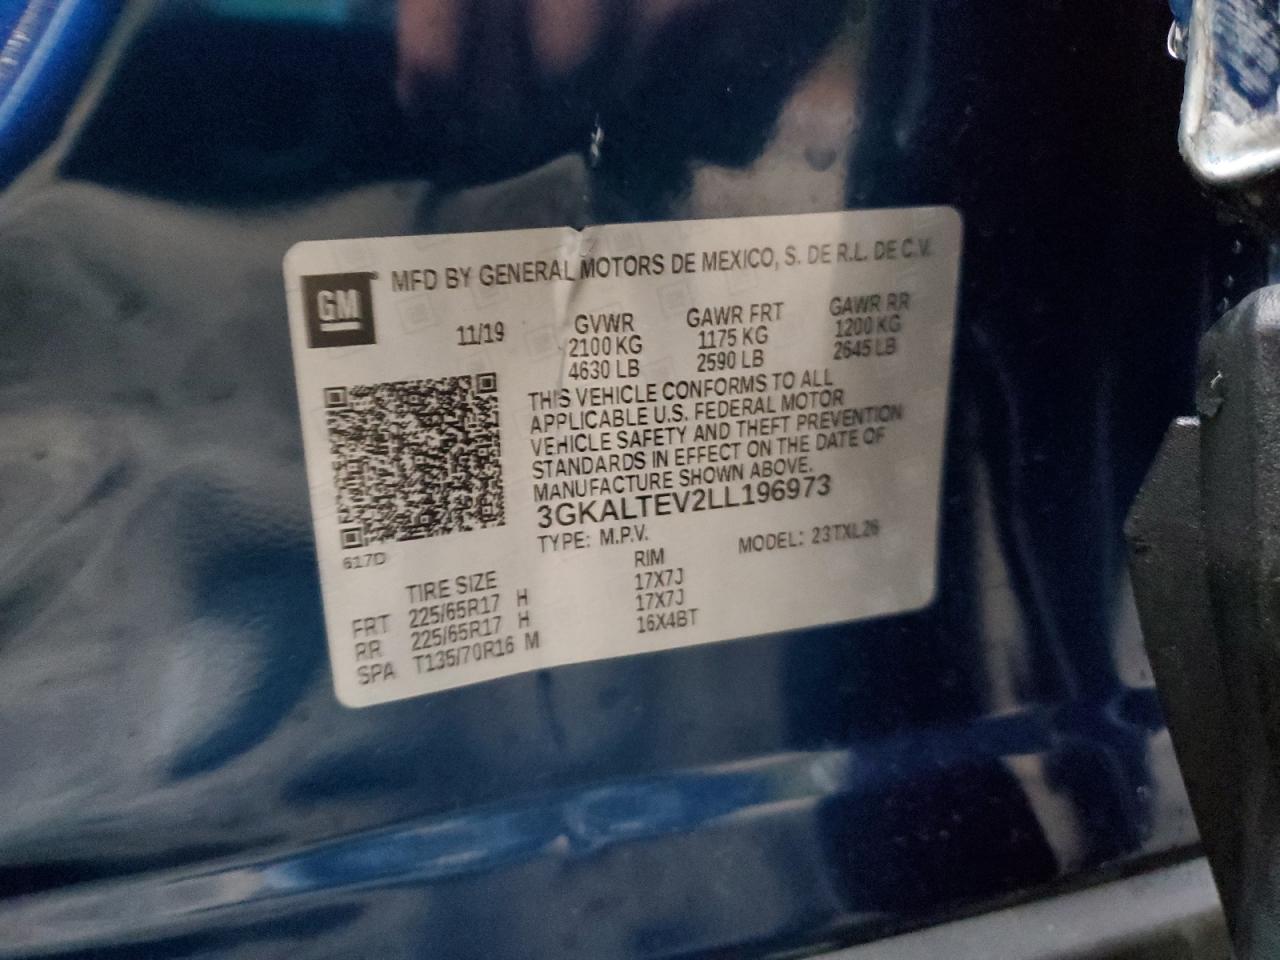 GM
MFD BY GENERAL MOTORS DE MEXICO, S. DE R.L. DE C.V.
11/19
GVWR GAWR FRT GAWR RR
2100 KG 1175 KG 1200 KG
4630 LB 2590 LB 2645 LB
THIS VEHICLE CONFORMS TO ALL
APPLICABLE U.S. FEDERAL MOTOR
VEHICLE SAFETY AND THEFT PREVENTION
STANDARDS IN EFFECT ON THE DATE OF
MANUFACTURE SHOWN ABOVE.
3GKALTEV2LL196973
TYPE: M.P.V. MODEL: 23TXL26
617D
TIRE SIZE RIM
FRT 225/65R17 H 17X7J
RR 225/65R17 H 17X7J
SPA T135/70R16 M 16X4BT